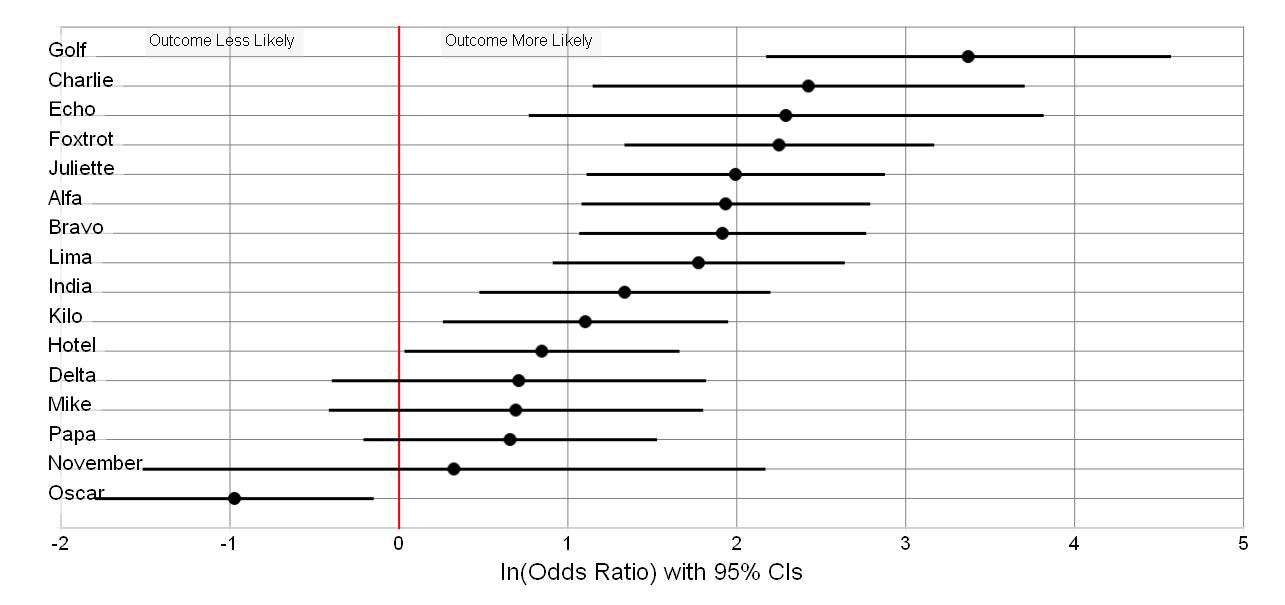 Outcome Less Likely
Outcome More Likely
Golf
Charlie
Echo
Foxtrot
Juliette
Alfa
Bravo
Lima
India
Kilo
Hotel
Delta
Mike
Papa
November
Oscar
-2 -1 0 1 2 3 4 5
ln(Odds Ratio) with 95% CIs